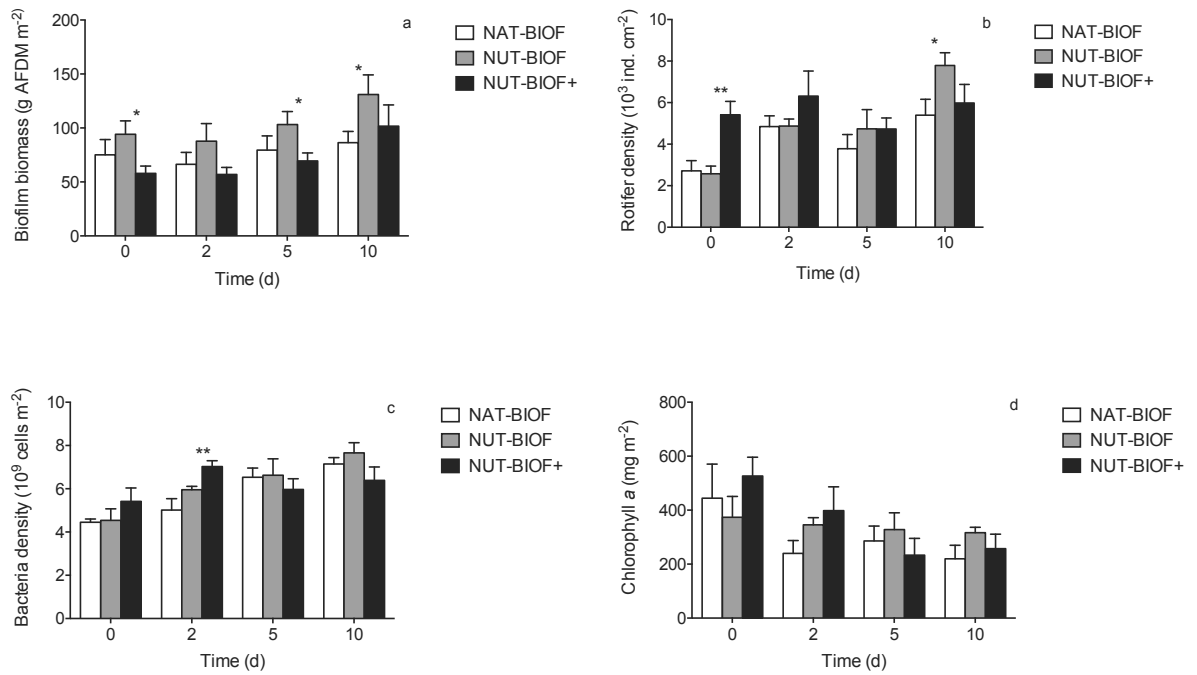 Biofilm biomass (g AFDM m-2)
200
150
100
50
0
a
*
*
*
0 2 5 10
Time (d)
NAT-BIOF
NUT-BIOF
NUT-BIOF+
Rotifer density (10³ ind. cm-2)
10
8
6
4
2
0
b
**
*
0 2 5 10
Time (d)
NAT-BIOF
NUT-BIOF
NUT-BIOF+
Bacteria density (10⁹ cells m-2)
10
8
6
4
2
0
c
**
0 2 5 10
Time (d)
NAT-BIOF
NUT-BIOF
NUT-BIOF+
Chlorophyll a (mg m-2)
800
600
400
200
0
d
0 2 5 10
Time (d)
NAT-BIOF
NUT-BIOF
NUT-BIOF+